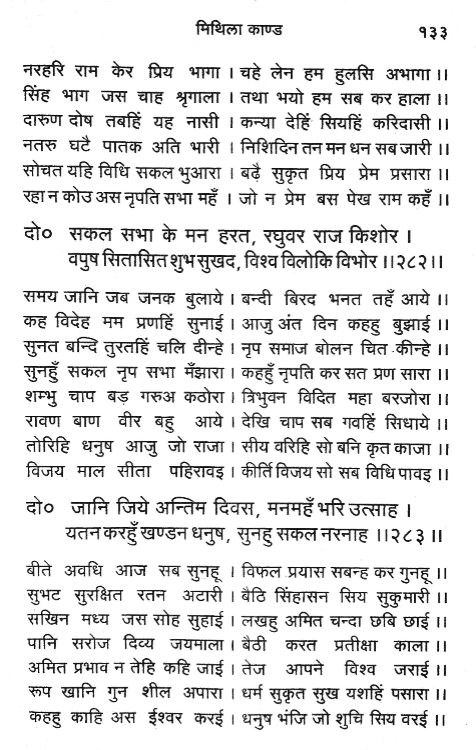 मिथिला काण्ड १३३
नरहरि राम केर प्रिय भागा । चहे लेन हम हुलसि अभागा ।।
सिंह भाग जस चाह श्रृगाला । तथा भयो हम सब कर हाला ।।
दारुण दोष तबहिं यह नासी । कन्या देहिं सियहिं करिदासी ।।
नतरु घटै पातक अति भारी । निशिदिन तन मन धन सब जारी ।।
सोचत यहि विधि सकल भुआरा । बढ़ै सुकृत प्रिय प्रेम प्रसारा ।।
रहा न कोउ अस नृपति सभा महँ । जो न प्रेम बस पेख राम कहँ ।।
दो० सकल सभा के मन हरत, रघुवर राज किशोर ।
वपुष सितासित शुभ सुखद, विश्व विलोकि विभोर ।।२८२।।
समय जानि जब जनक बुलाये । बन्दी बिरद भनत तहँ आये ।।
कह विदेह मम प्रणहिं सुनाई । आजु अंत दिन कहहु बुझाई ।।
सुनत बन्दि तुरतहिं चलि दीन्हे । नृप समाज बोलन चित कीन्हे ।।
सुनहुँ सकल नृप सभा मँझारा । कहहुँ नृपति कर सत प्रण सारा ।।
शम्भु चाप बड़ गरुअ कठोरा । त्रिभुवन विदित महा बरजोरा ।।
रावण बाण वीर बहु आये । देखि चाप सब गवहिं सिधाये ।।
तोरिहि धनुष आजु जो राजा । सीय वरिहि सो बनि कृत काजा ।।
विजय माल सीता पहिरावइ । कीर्ति विजय सो सब विधि पावइ ।।
दो० जानि जिये अन्तिम दिवस, मनमहँ भरि उत्साह ।
यतन करहुँ खण्डन धनुष, सुनहु सकल नरनाह ।।२८३।।
बीते अवधि आज सब सुनहू । विफल प्रयास सबन्ह कर गुनहू ।।
सुभट सुरक्षित रतन अटारी । बैठि सिंहासन सिय सुकुमारी ।।
सखिन मध्य जस सोह सुहाई । लखहु अमित चन्दा छबि छाई ।।
पानि सरोज दिव्य जयमाला । बैठी करत प्रतीक्षा काला ।।
अमित प्रभाव न तेहि कहि जाई । तेज आपने विश्व जराई ।।
रूप खानि गुन शील अपारा । धर्म सुकृत सुख यशहिं पसारा ।।
कहहु काहि अस ईश्वर करई । धनुष भंजि जो शुचि सिय वरई ।।